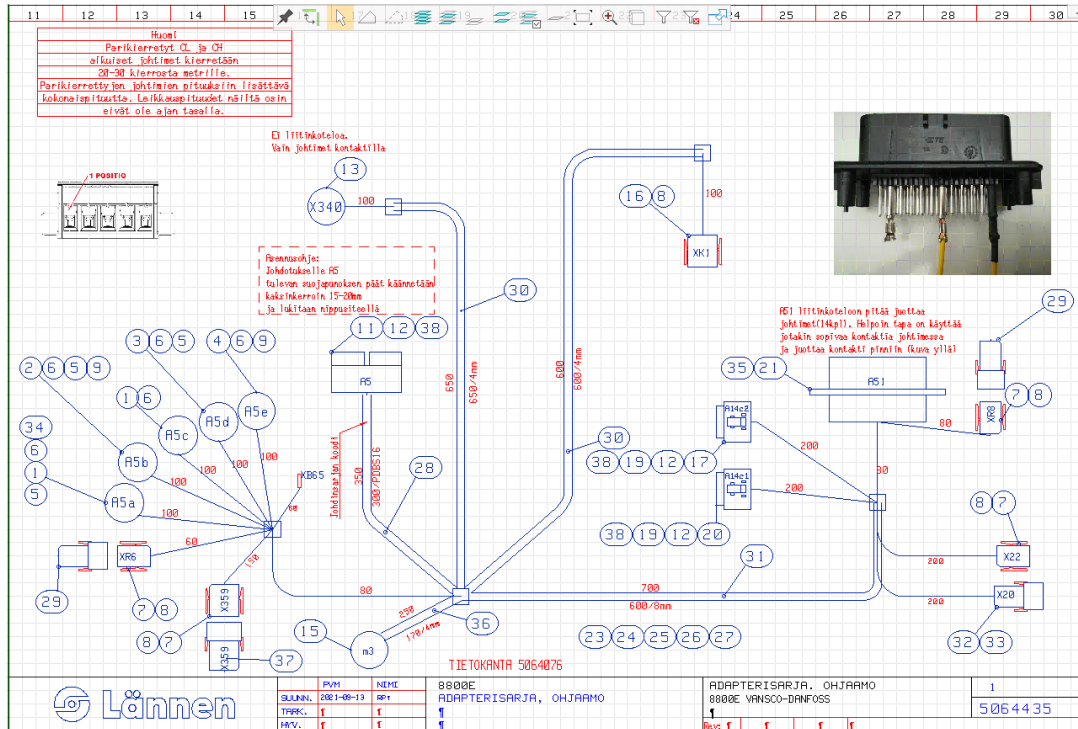 11 12 13 14 15 24 25 26 27 28 29 30
Huom!
Parikierretyt CL ja CH
alkuiset johtimet kierretään
20-30 kierrosta metrille.
Parikierrettyjen johtimien pituuksiin lisättävä
kokonaispituutta. Leikkauspituudet näiltä osin
eivät ole ajan tasalla.
Ei liitinkoteloa.
Vain johtimet kontaktilla
1 POSITIO
13
X340
100
16 8
100
XK1
Asennusohje:
Johdotukselle A5
tulevan suojapunoksen päät käännetään
kaksinkerroin 15-20mm
ja lukitaan nippusiteellä
30
A51 liitinkoteloon pitää juottaa
johtimet(14kpl). Helpoin tapa on käyttää
jotakin sopivaa kontaktia johtimessa
ja juottaa kontakti pinniin (kuva yllä)
29
11 12 38
3 6 5
4 6 9
2 6 5 9
1 6
34
6
1
5
A5
A5e
A5d
A5c
A5b
A5a
100
100
100
100
100
XB65
60
Johdinsarjan koodi
350
300/PDBS16
28
650
650/4mm
600
600/4mm
30
35 21
A51
XR8
7 8
80
80
A14c2
200
38 19 12 17
A14c1
200
38 19 12 20
8 7
X22
200
X20
200
32 33
60
XR6
29
7 8
150
X359
8 7
X359
37
80
15
m3
230
170/4mm
36
700
600/8mm
31
23 24 25 26 27
TIETOKANTA 5064076
Lännen
PVM NIMI
SUUNN. 2021-09-13 RPT
TARK.
HYV.
8800E
ADAPTERISARJA, OHJAAMO
ADAPTERISARJA. OHJAAMO
8800E VANSCO-DANFOSS
Rev:
1
5064435